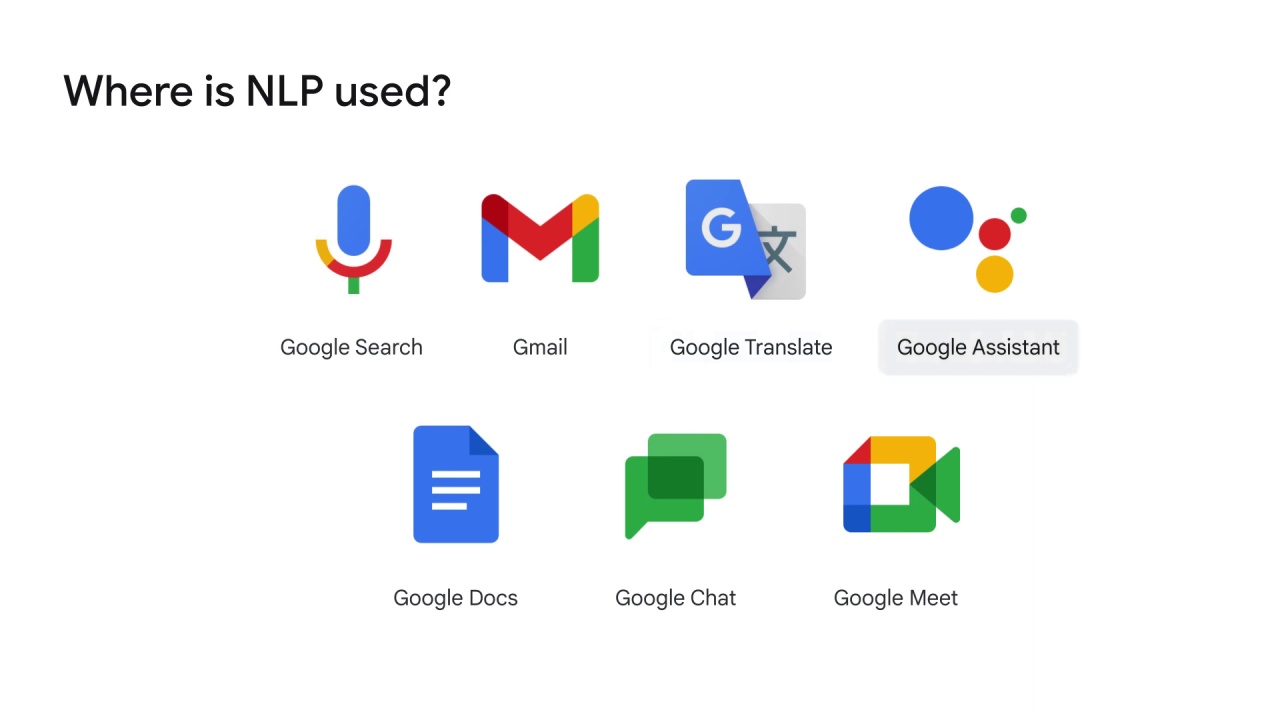 Where is NLP used?
G 文
Google Search
Gmail
Google Translate
Google Assistant
Google Docs
Google Chat
Google Meet